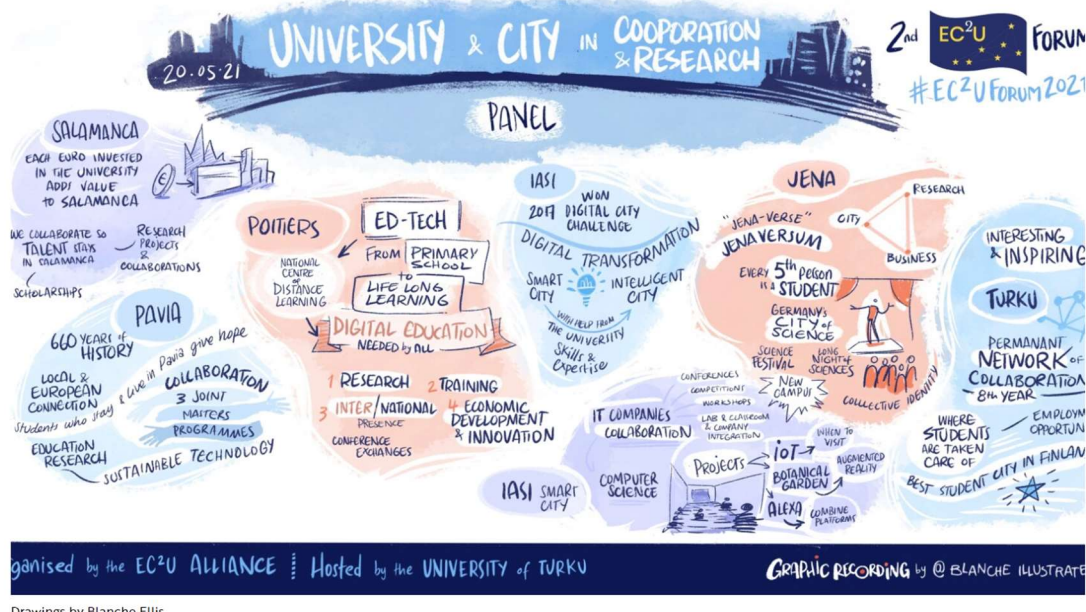 20.05.21
UNIVERSITY & CITY IN COOPORATION
& RESEARCH
2nd EC²U FORUM
#EC²UFORUM2021
PANEL
SALAMANCA
EACH EURO INVESTED
IN THE UNIVERSITY
ADDS VALUE
to SALAMANCA
€
WE COLLABORATE SO
TALENT STAYS
IN SALAMANCA
SCHOLARSHIPS
RESEARCH
PROJECTS
&
COLLABORATIONS
PAVIA
660 YEARS of
HISTORY
LOCAL &
EUROPEAN
CONNECTION
Students who stay & live in Pavia give hope
COLLABORATION
3 JOINT
MASTERS
PROGRAMMES
EDUCATION
RESEARCH
SUSTAINABLE TECHNOLOGY
POITIERS
NATIONAL
CENTRE
of
DISTANCE
LEARNING
ED-TECH
FROM PRIMARY
SCHOOL
to
LIFE LONG
LEARNING
DIGITAL EDUCATION
NEEDED by ALL
1 RESEARCH
2 TRAINING
3 INTER/NATIONAL
PRESENCE
CONFERENCE
EXCHANGES
4 ECONOMIC
DEVELOPMENT
& INNOVATION
IASI
WON
2017 DIGITAL CITY
CHALLENGE
DIGITAL TRANSFORMATION
SMART
CITY
INTELLIGENT
CITY
WITH HELP FROM
THE UNIVERSITY
Skills &
Expertise
JENA
"JENA-VERSE"
JENAVERSUM
RESEARCH
CITY
BUSINESS
EVERY 5th PERSON
IS A STUDENT
GERMANY'S
CITY of
SCIENCE
SCIENCE
FESTIVAL
LONG
NIGHT of
SCIENCES
COLLECTIVE IDENTITY
NEW
CAMPUS
INTERESTING
& INSPIRING
TURKU
PERMANANT
NETWORK OF
COLLABORATION
8th YEAR
WHERE
STUDENTS
ARE TAKEN
CARE OF
BEST STUDENT CITY IN FINLAN
IASI SMART
CITY
IT COMPANIES
COLLABORATION
CONFERENCES
COMPETITIONS
WORKSHOPS
LAB & CLASSROOM
& COMPANY
INTEGRATION
COMPUTER
SCIENCE
PROJECTS
IoT
WHEN TO
VISIT
BOTANICAL
GARDEN
AUGMENTED
REALITY
ALEXA
COMBINE
PLATFORMS
ganised by the EC²U ALLIANCE
Hosted by the UNIVERSITY of TURKU
GRAPHIC RECORDING by @ BLANCHE ILLUSTRATE
Drawings by Blanche Ellis